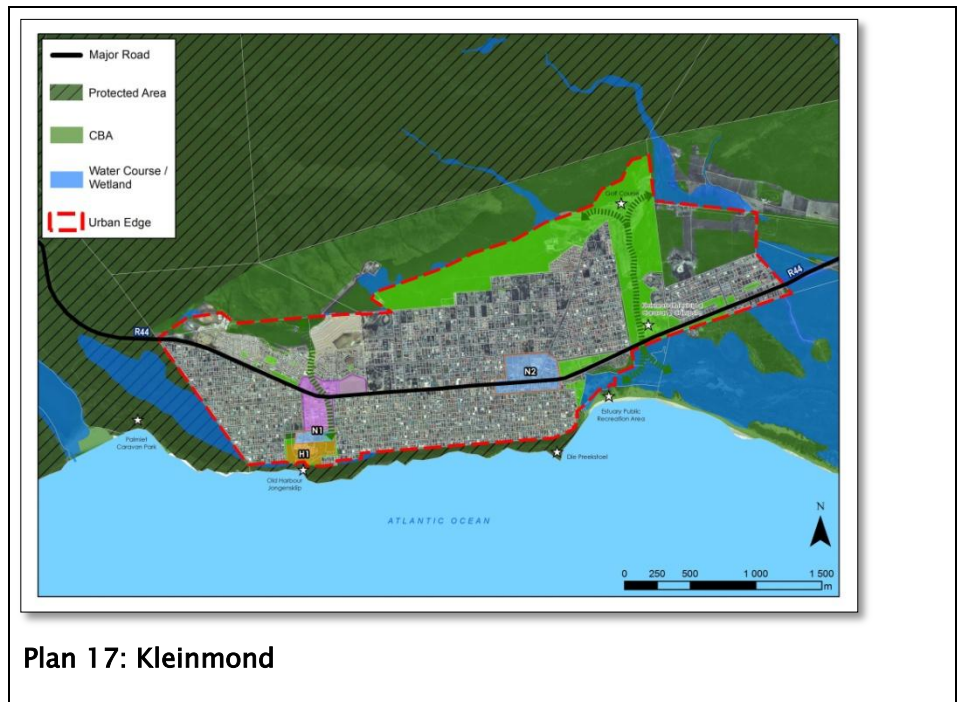 Major Road
Protected Area
CBA
Water Course /
Wetland
Urban Edge
Golf Course
R44
R44
N2
Estuary Public
Recreation Area
Palmiet
Caravan Park
N1
H1
Die Preekstoel
Old Harbour
Jongensklip
ATLANTIC OCEAN
N
0 250 500 1 000 1 500
m
Plan 17: Kleinmond